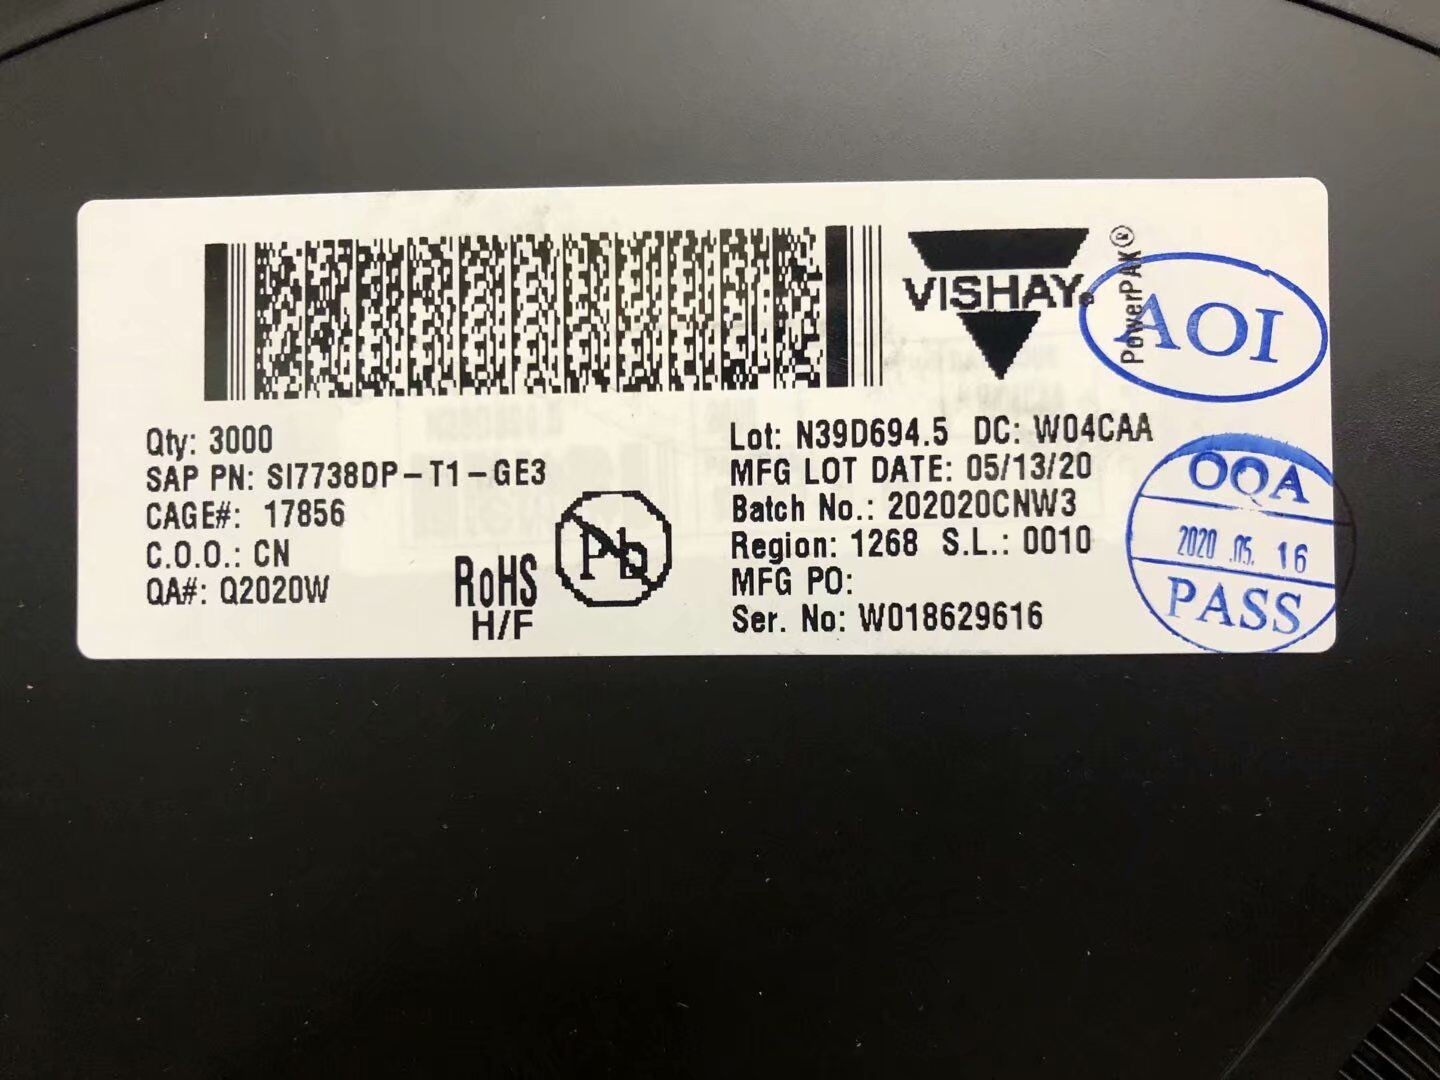 VISHAY®
PowerPAK®
AOI
Qty: 3000
SAP PN: SI7738DP-T1-GE3
CAGE#: 17856
C.O.O.: CN
QA#: Q2020W
RoHS
H/F
Pb
Lot: N39D694.5 DC: W04CAA
MFG LOT DATE: 05/13/20
Batch No.: 202020CNW3
Region: 1268 S.L.: 0010
MFG PO:
Ser. No: W018629616
OQA
2020 .05. 16
PASS